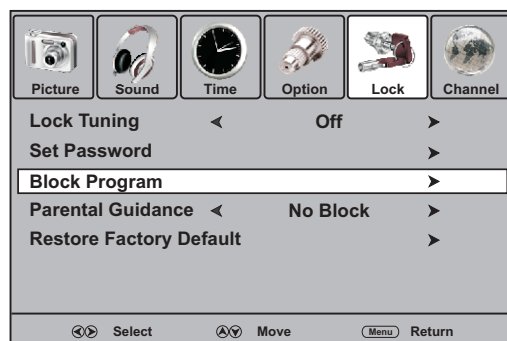 Picture Sound Time Option Lock Channel
Lock Tuning Off
Set Password
Block Program
Parental Guidance No Block
Restore Factory Default
Select Move Menu Return